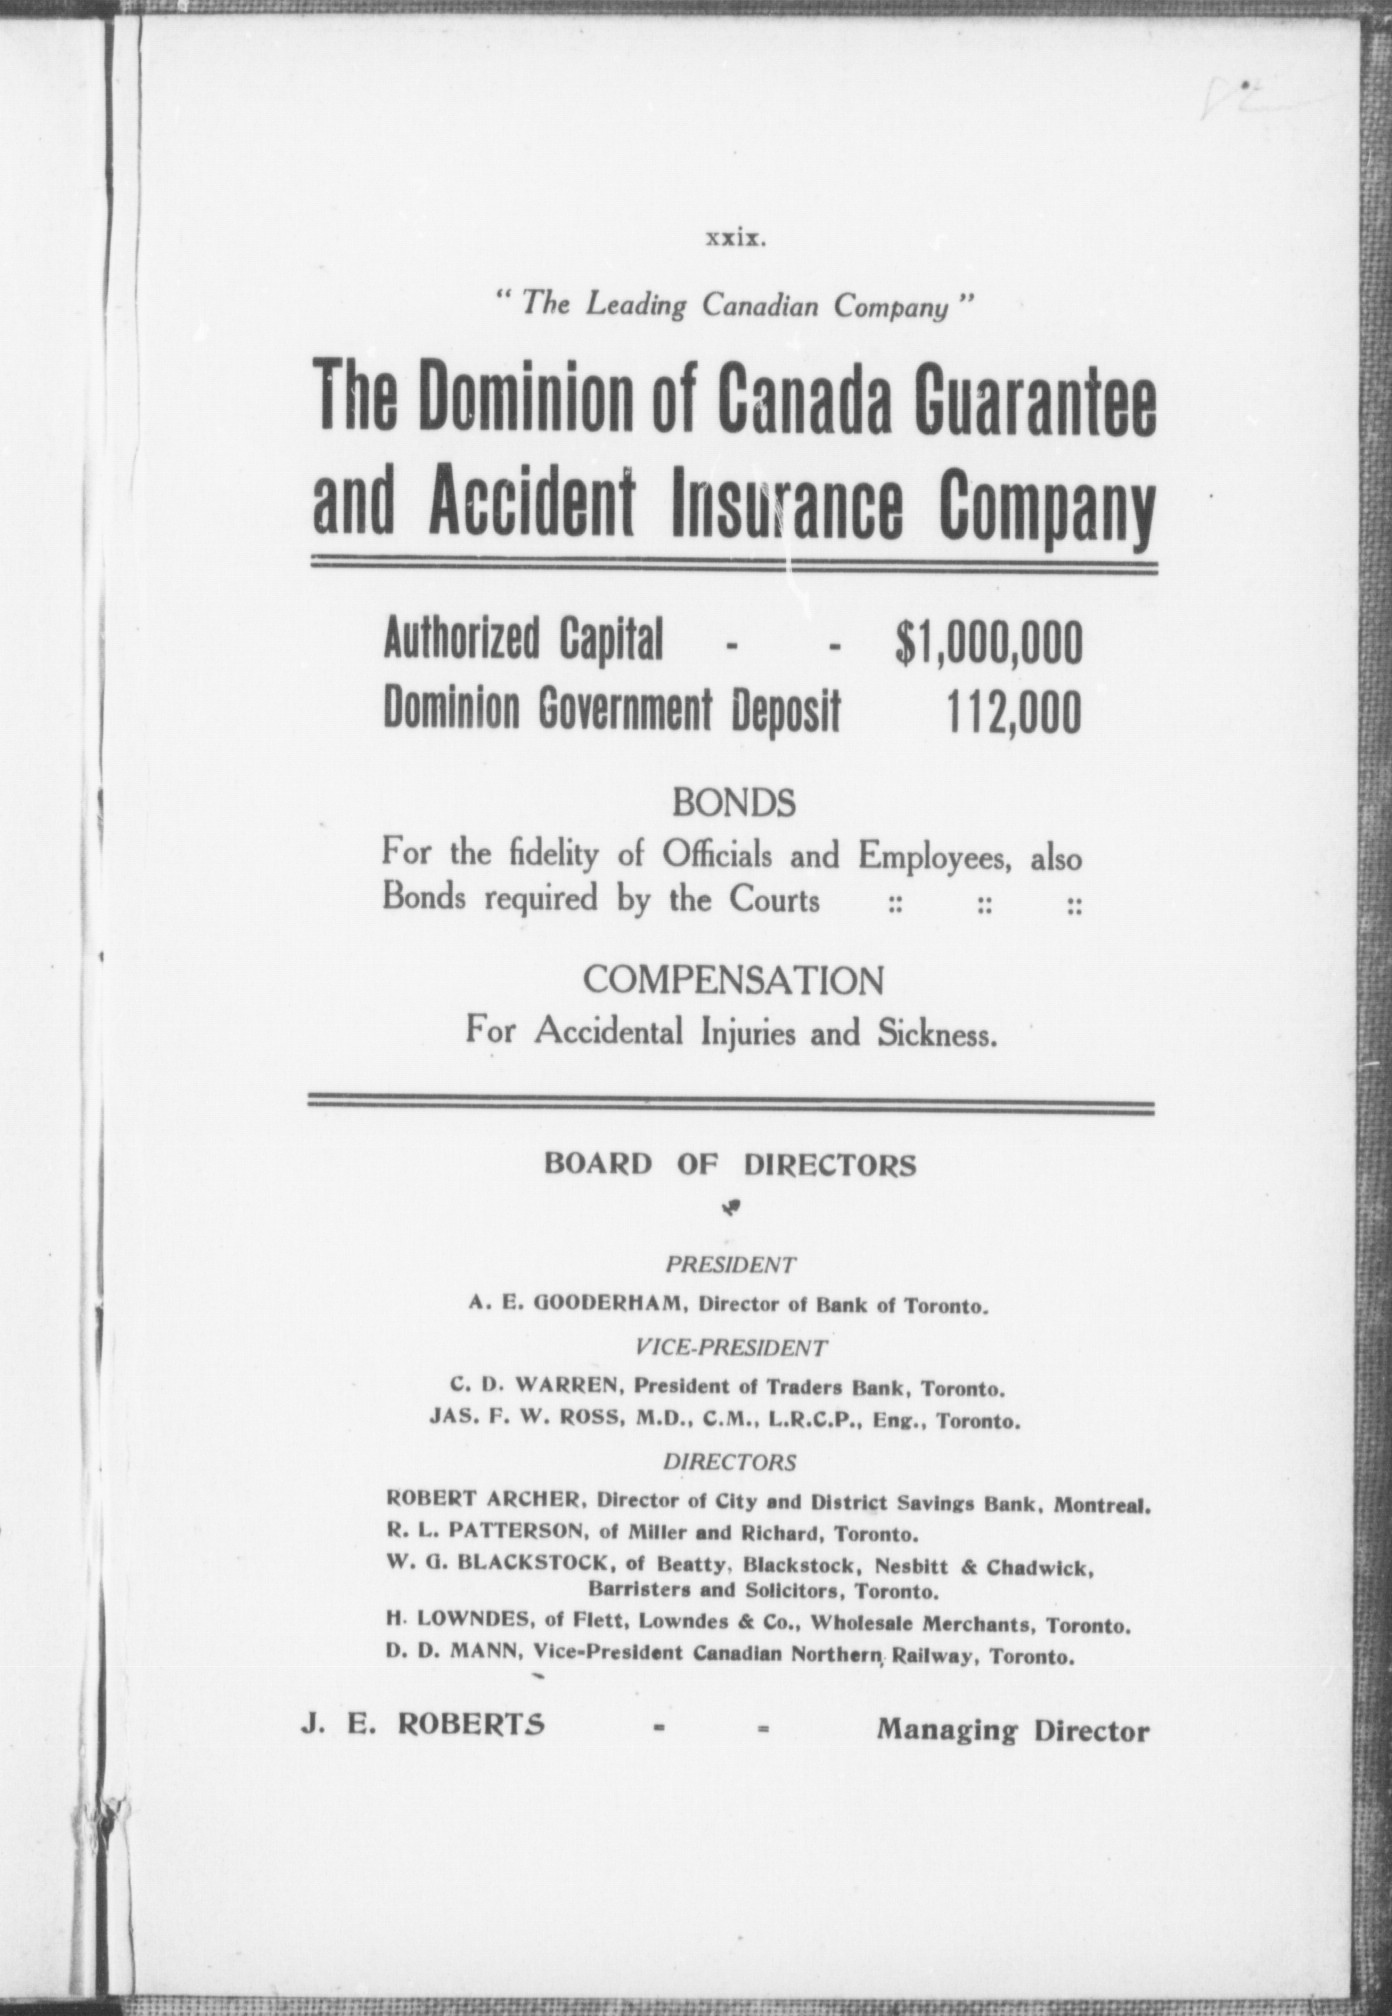 xxix.
“ The Leading Canadian Company ”
The Dominion of Canada Guarantee
and Accident Insurance Company
Authorized Capital - - $1,000,000
Dominion Government Deposit 112,000
BONDS
For the fidelity of Officials and Employees, also
Bonds required by the Courts :: :: ::
COMPENSATION
For Accidental Injuries and Sickness.
BOARD OF DIRECTORS
PRESIDENT
A. E. GOODERHAM, Director of Bank of Toronto.
VICE-PRESIDENT
C. D. WARREN, President of Traders Bank, Toronto.
JAS. F. W. ROSS, M.D., C.M., L.R.C.P., Eng., Toronto.
DIRECTORS
ROBERT ARCHER, Director of City and District Savings Bank, Montreal.
R. L. PATTERSON, of Miller and Richard, Toronto.
W. G. BLACKSTOCK, of Beatty, Blackstock, Nesbitt & Chadwick,
Barristers and Solicitors, Toronto.
H. LOWNDES, of Flett, Lowndes & Co., Wholesale Merchants, Toronto.
D. D. MANN, Vice-President Canadian Northern Railway, Toronto.
J. E. ROBERTS - - Managing Director